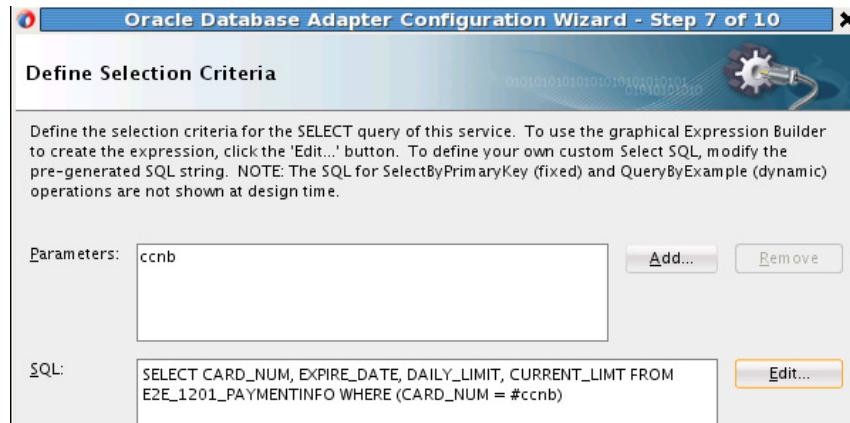 Oracle Database Adapter Configuration Wizard - Step 7 of 10
Define Selection Criteria
Define the selection criteria for the SELECT query of this service. To use the graphical Expression Builder
to create the expression, click the 'Edit...' button. To define your own custom Select SQL, modify the
pre-generated SQL string. NOTE: The SQL for SelectByPrimaryKey (fixed) and QueryByExample (dynamic)
operations are not shown at design time.
Parameters:
ccnb
Add...
Remove
SQL:
SELECT CARD_NUM, EXPIRE_DATE, DAILY_LIMIT, CURRENT_LIMT FROM
E2E_1201_PAYMENTINFO WHERE (CARD_NUM = #ccnb)
Edit...